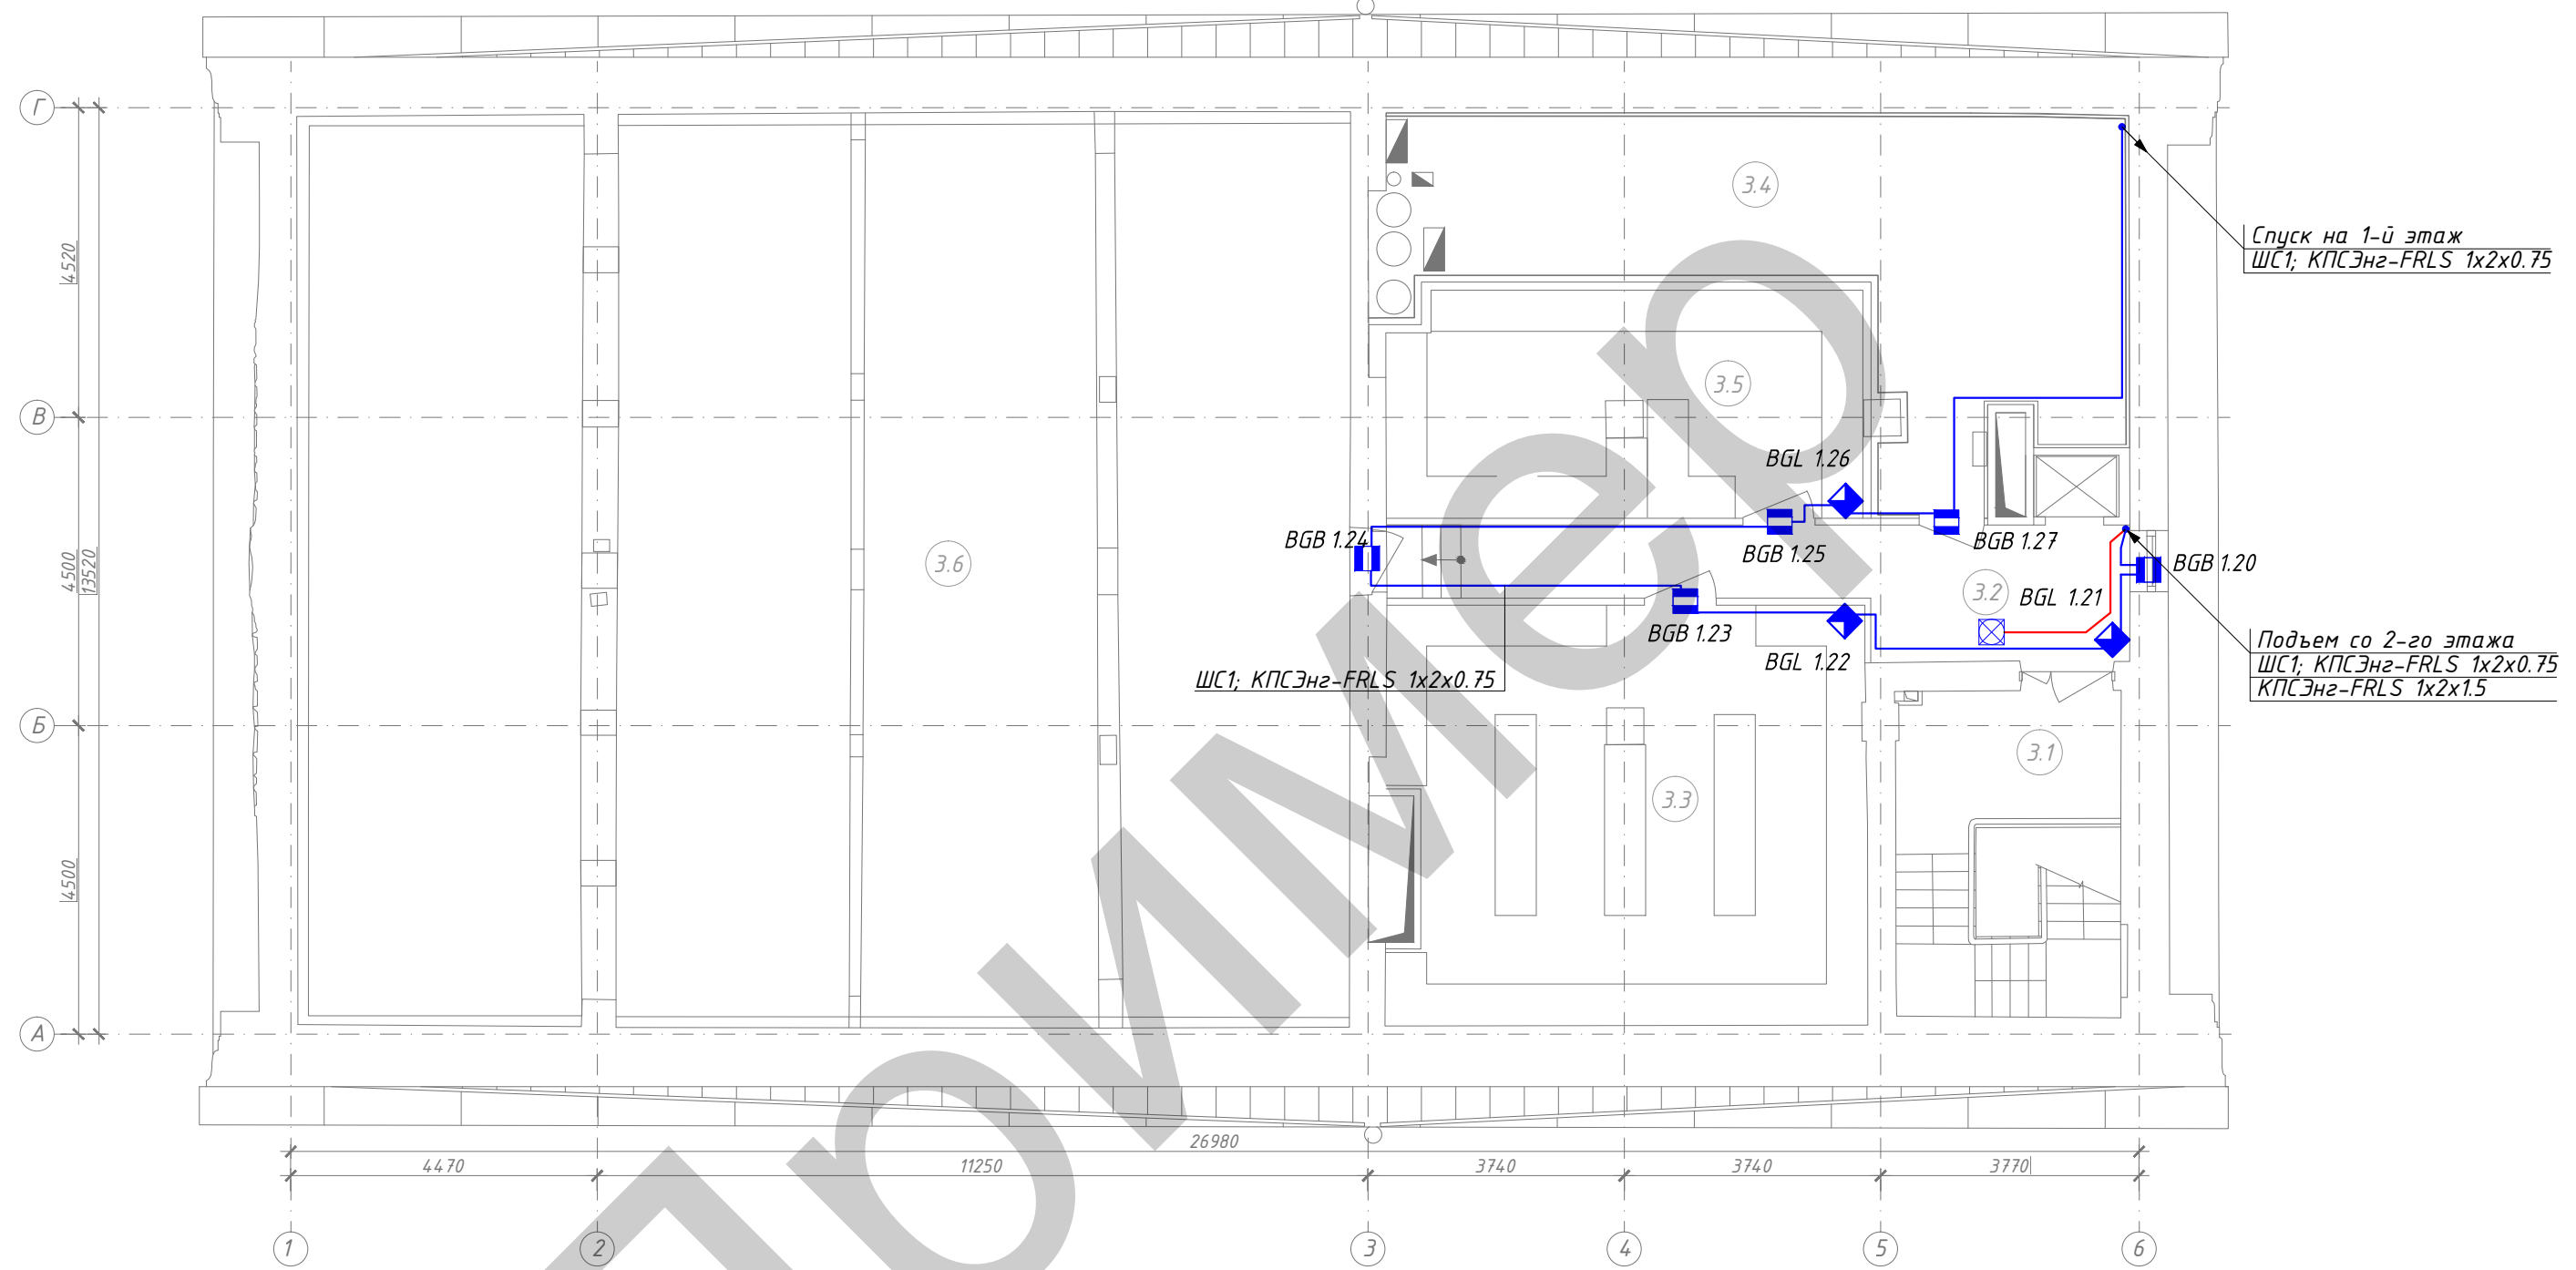 Г
3.4
4520
Спуск на 1-й этаж
ШС1; КПСЭнг-FRLS 1x2x0.75
3.5
В
BGL 1.26
BGB 1.24
BGB 1.25
BGB 1.27
BGB 1.20
4500
13520
3.6
3.2
BGL 1.21
BGB 1.23
BGL 1.22
ШС1; КПСЭнг-FRLS 1x2x0.75
Подъем со 2-го этажа
ШС1; КПСЭнг-FRLS 1x2x0.75
КПСЭнг-FRLS 1x2x1.5
Б
3.1
3.3
4500
А
26980
4470
11250
3740
3740
3770
1
2
3
4
5
6
Пример